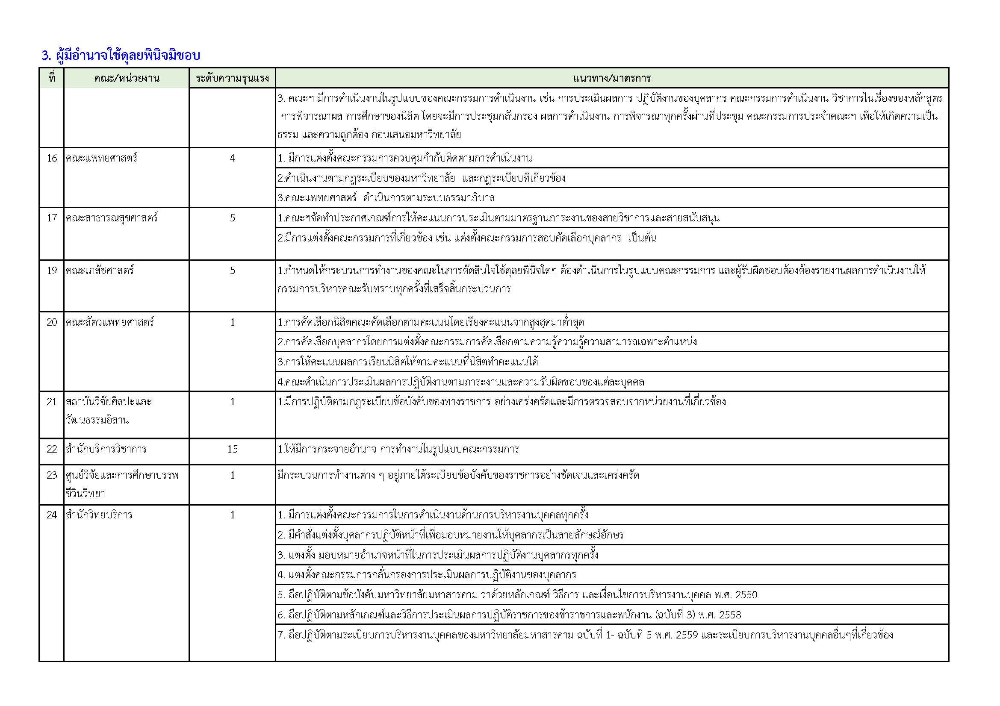 3. ผู้มีอำนาจใช้ดุลยพินิจมิชอบ
ที่ คณะ/หน่วยงาน ระดับความรุนแรง แนวทาง/มาตรการ
3. คณะฯ มีการดำเนินงานในรูปแบบของคณะกรรมการดำเนินงาน เช่น การประเมินผลการ ปฏิบัติงานของบุคลากร คณะกรรมการดำเนินงาน วิชาการในเรื่องของหลักสูตร
การพิจารณาผล การศึกษาของนิสิต โดยจะมีการประชุมกลั่นกรอง ผลการดำเนินงาน การพิจารณาทุกครั้งผ่านที่ประชุม คณะกรรมการประจำคณะฯ เพื่อให้เกิดความเป็น
ธรรม และความถูกต้อง ก่อนเสนอมหาวิทยาลัย
16 คณะแพทยศาสตร์ 4 1. มีการแต่งตั้งคณะกรรมการควบคุมกำกับติดตามการดำเนินงาน
2.ดำเนินงานตามกฎระเบียบของมหาวิทยาลัย และกฎระเบียบที่เกี่ยวข้อง
3.คณะแพทยศาสตร์ ดำเนินการตามระบบธรรมาภิบาล
17 คณะสาธารณสุขศาสตร์ 5 1.คณะฯจัดทำประกาศเกณฑ์การให้คะแนนการประเมินตามมาตรฐานภาระงานของสายวิชาการและสายสนับสนุน
2.มีการแต่งตั้งคณะกรรมการที่เกี่ยวข้อง เช่น แต่งตั้งคณะกรรมการสอบคัดเลือกบุคลากร เป็นต้น
19 คณะเภสัชศาสตร์ 5 1.กำหนดให้กระบวนการทำงานของคณะในการตัดสินใจใช้ดุลยพินิจใดๆ ต้องดำเนินการในรูปแบบคณะกรรมการ และผู้รับผิดชอบต้องต้องรายงานผลการดำเนินงานให้
กรรมการบริหารคณะรับทราบทุกครั้งที่เสร็จสิ้นกระบวนการ
20 คณะสัตวแพทยศาสตร์ 1 1.การคัดเลือกนิสิตคณะคัดเลือกตามคะแนนโดยเรียงคะแนนจากสูงสุดมาต่ำสุด
2.การคัดเลือกบุคลากรโดยการแต่งตั้งคณะกรรมการคัดเลือกตามความรู้ความรู้ความสามารถเฉพาะตำแหน่ง
3.การให้คะแนนผลการเรียนนิสิตให้ตามคะแนนที่นิสิตทำคะแนนได้
4.คณะดำเนินการประเมินผลการปฏิบัติงานตามภาระงานและความรับผิดชอบของแต่ละบุคคล
21 สถาบันวิจัยศิลปะและ 1 1.มีการปฏิบัติตามกฎระเบียบข้อบังคับของทางราชการ อย่างเคร่งครัดและมีการตรวจสอบจากหน่วยงานที่เกี่ยวข้อง
วัฒนธรรมอีสาน
22 สำนักบริการวิชาการ 15 1.ให้มีการกระจายอำนาจ การทำงานในรูปแบบคณะกรรมการ
23 ศูนย์วิจัยและการศึกษาบรรพ 1 มีกระบวนการทำงานต่าง ๆ อยู่ภายใต้ระเบียบข้อบังคับของราชการอย่างชัดเจนและเคร่งครัด
ชีวินวิทยา
24 สำนักวิทยบริการ 1 1. มีการแต่งตั้งคณะกรรมการในการดำเนินงานด้านการบริหารงานบุคคลทุกครั้ง
2. มีคำสั่งแต่งตั้งบุคลากรปฏิบัติหน้าที่เพื่อมอบหมายงานให้บุคลากรเป็นลายลักษณ์อักษร
3. แต่งตั้ง มอบหมายอำนาจหน้าที่ในการประเมินผลการปฏิบัติงานบุคลากรทุกครั้ง
4. แต่งตั้งคณะกรรมการกลั่นกรองการประเมินผลการปฏิบัติงานของบุคลากร
5. ถือปฏิบัติตามข้อบังคับมหาวิทยาลัยมหาสารคาม ว่าด้วยหลักเกณฑ์ วิธีการ และเงื่อนไขการบริหารงานบุคคล พ.ศ. 2550
6. ถือปฏิบัติตามหลักเกณฑ์และวิธีการประเมินผลการปฏิบัติราชการของข้าราชการและพนักงาน (ฉบับที่ 3) พ.ศ. 2558
7. ถือปฏิบัติตามระเบียบการบริหารงานบุคคลของมหาวิทยาลัยมหาสารคาม ฉบับที่ 1- ฉบับที่ 5 พ.ศ. 2559 และระเบียบการบริหารงานบุคคลอื่นๆที่เกี่ยวข้อง